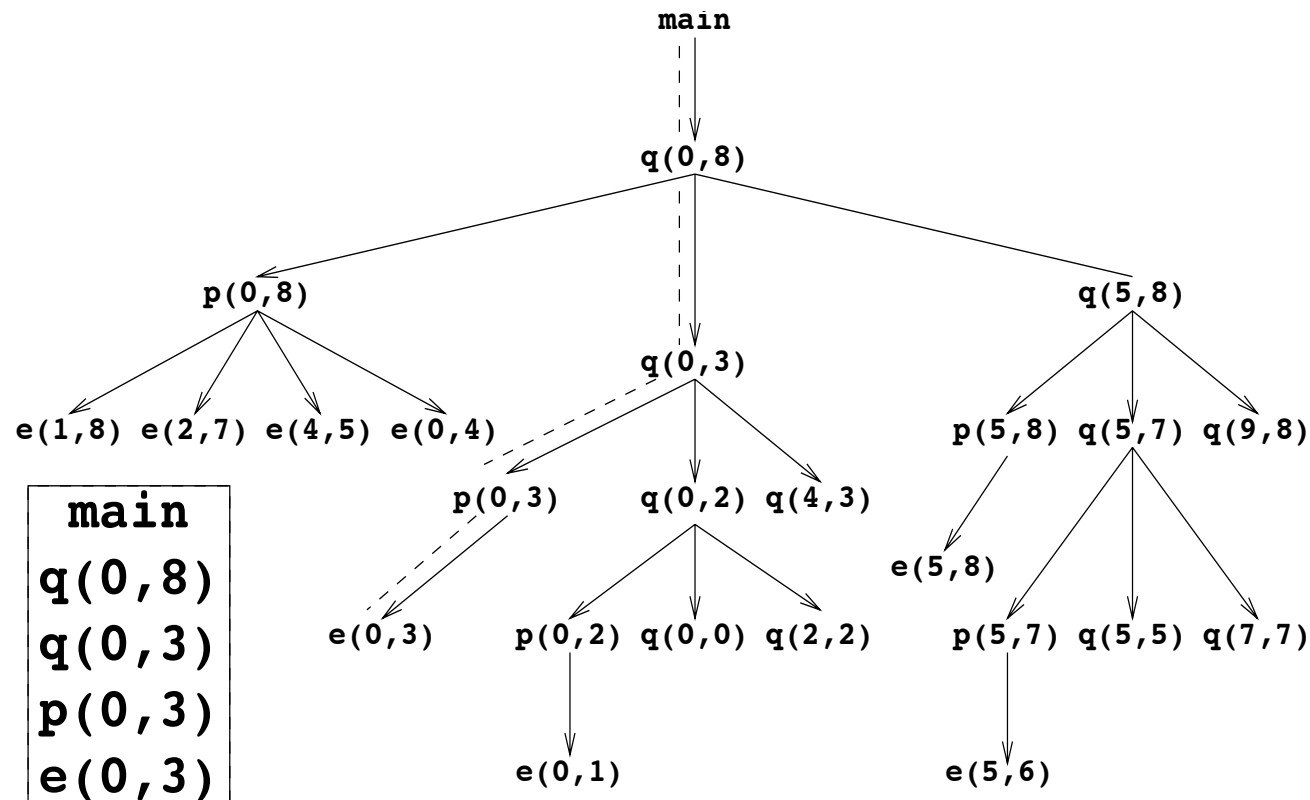 main
q(0,8)
p(0,8) q(5,8)
q(0,3)
e(1,8) e(2,7) e(4,5) e(0,4) p(5,8) q(5,7) q(9,8)
p(0,3) q(0,2) q(4,3)
e(5,8)
e(0,3) p(0,2) q(0,0) q(2,2) p(5,7) q(5,5) q(7,7)
e(0,1) e(5,6)
main
q(0,8)
q(0,3)
p(0,3)
e(0,3)